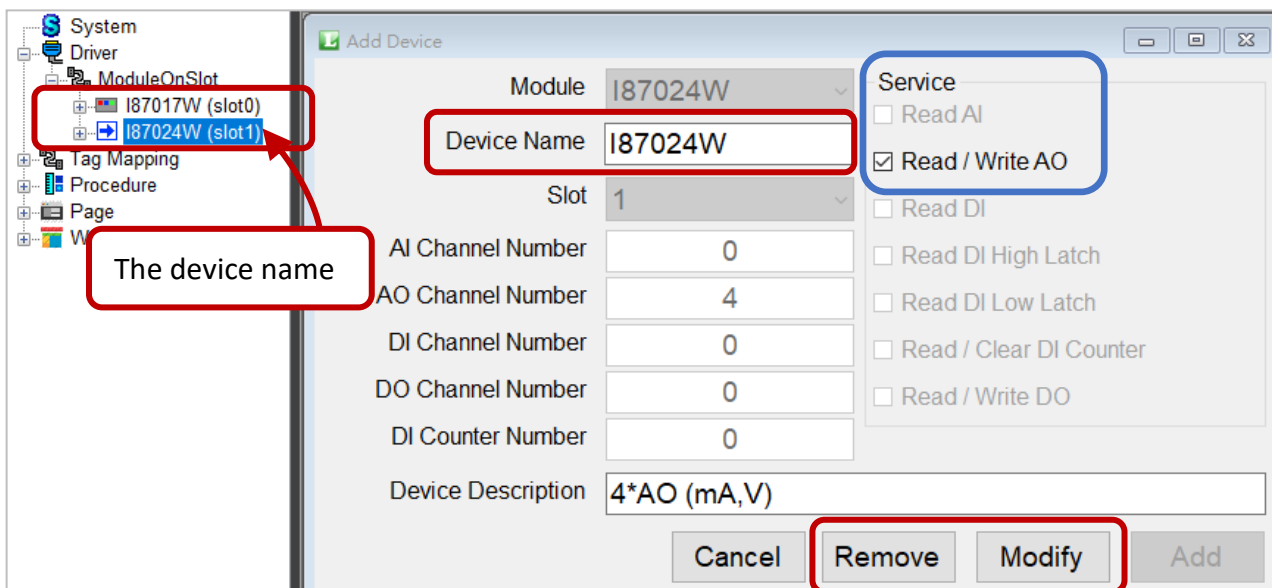 System
Driver
ModuleOnSlot
I87017W (slot0)
I87024W (slot1)
Tag Mapping
Procedure
Page
W
The device name
Add Device
Module I87024W
Device Name I87024W
Slot 1
AI Channel Number 0
AO Channel Number 4
DI Channel Number 0
DO Channel Number 0
DI Counter Number 0
Device Description 4*AO (mA,V)
Service
Read AI
Read / Write AO
Read DI
Read DI High Latch
Read DI Low Latch
Read / Clear DI Counter
Read / Write DO
Cancel Remove Modify Add